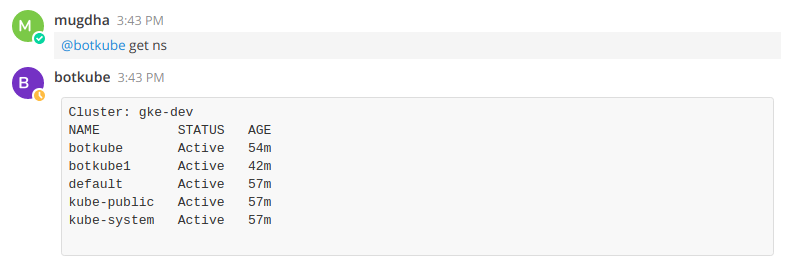 M
mugdha 3:43 PM
@botkube get ns
B
botkube 3:43 PM
Cluster: gke-dev
NAME          STATUS   AGE
botkube       Active   54m
botkube1      Active   42m
default       Active   57m
kube-public   Active   57m
kube-system   Active   57m